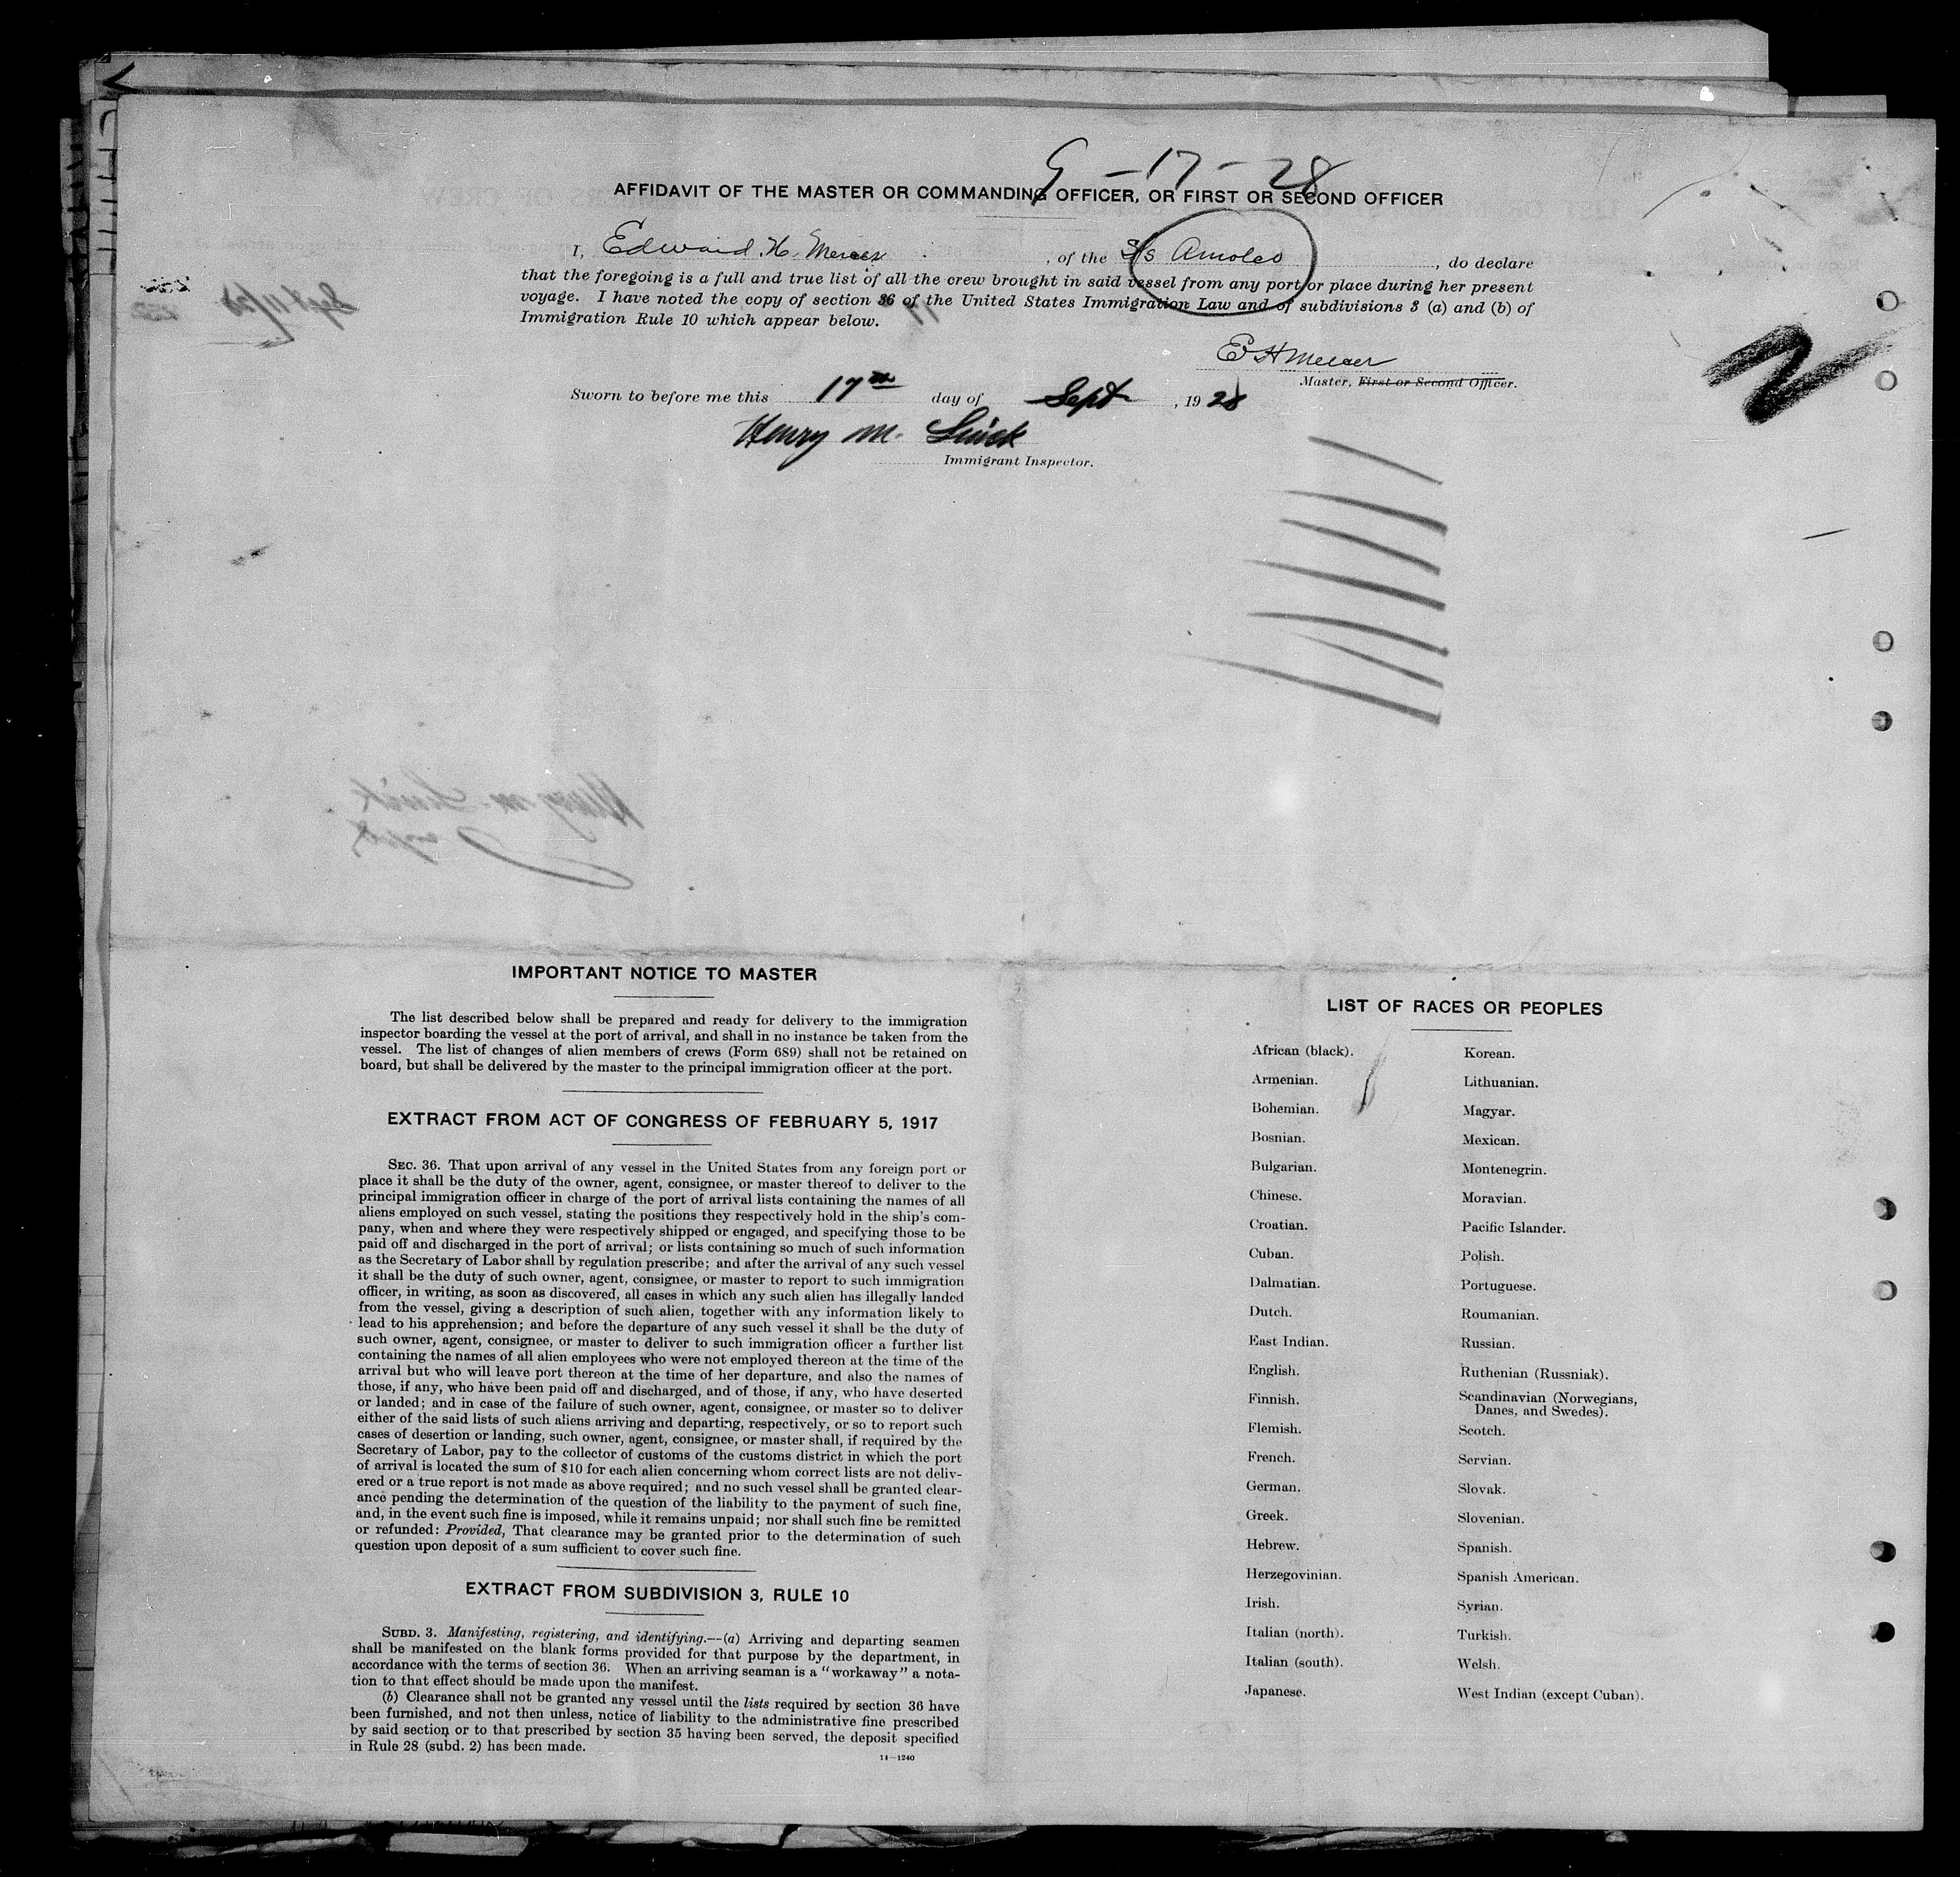 9-17-28
AFFIDAVIT OF THE MASTER OR COMMANDING OFFICER, OR FIRST OR SECOND OFFICER
I, Edward H. Mercer, of the S/s Amolco, do declare
that the foregoing is a full and true list of all the crew brought in said vessel from any port or place during her present
voyage. I have noted the copy of section 36 of the United States Immigration Law and of subdivisions 3 (a) and (b) of
Immigration Rule 10 which appear below.
E H Mercer
Master, First or Second Officer.
Sworn to before me this 17th day of Sept, 1928
Henry M.
Immigrant Inspector.
IMPORTANT NOTICE TO MASTER
The list described below shall be prepared and ready for delivery to the immigration
inspector boarding the vessel at the port of arrival, and shall in no instance be taken from the
vessel. The list of changes of alien members of crews (Form 689) shall not be retained on
board, but shall be delivered by the master to the principal immigration officer at the port.
EXTRACT FROM ACT OF CONGRESS OF FEBRUARY 5, 1917
SEC. 36. That upon arrival of any vessel in the United States from any foreign port or
place it shall be the duty of the owner, agent, consignee, or master thereof to deliver to the
principal immigration officer in charge of the port of arrival lists containing the names of all
aliens employed on such vessel, stating the positions they respectively hold in the ship's com-
pany, when and where they were respectively shipped or engaged, and specifying those to be
paid off and discharged in the port of arrival; or lists containing so much of such information
as the Secretary of Labor shall by regulation prescribe; and after the arrival of any such vessel
it shall be the duty of such owner, agent, consignee, or master to report to such immigration
officer, in writing, as soon as discovered, all cases in which any such alien has illegally landed
from the vessel, giving a description of such alien, together with any information likely to
lead to his apprehension; and before the departure of any such vessel it shall be the duty of
such owner, agent, consignee, or master to deliver to such immigration officer a further list
containing the names of all alien employees who were not employed thereon at the time of the
arrival but who will leave port thereon at the time of her departure, and also the names of
those, if any, who have been paid off and discharged, and of those, if any, who have deserted
or landed; and in case of the failure of such owner, agent, consignee, or master so to deliver
either of the said lists of such aliens arriving and departing, respectively, or so to report such
cases of desertion or landing, such owner, agent, consignee, or master shall, if required by the
Secretary of Labor, pay to the collector of customs of the customs district in which the port
of arrival is located the sum of $10 for each alien concerning whom correct lists are not deliv-
ered or a true report is not made as above required; and no such vessel shall be granted clear-
ance pending the determination of the question of the liability to the payment of such fine,
and, in the event such fine is imposed, while it remains unpaid; nor shall such fine be remitted
or refunded: Provided, That clearance may be granted prior to the determination of such
question upon deposit of a sum sufficient to cover such fine.
EXTRACT FROM SUBDIVISION 3, RULE 10
SUBD. 3. Manifesting, registering, and identifying.—(a) Arriving and departing seamen
shall be manifested on the blank forms provided for that purpose by the department, in
accordance with the terms of section 36. When an arriving seaman is a "workaway" a nota-
tion to that effect should be made upon the manifest.
(b) Clearance shall not be granted any vessel until the lists required by section 36 have
been furnished, and not then unless, notice of liability to the administrative fine prescribed
by said section or to that prescribed by section 35 having been served, the deposit specified
in Rule 28 (subd. 2) has been made.
14—1240
LIST OF RACES OR PEOPLES
African (black).
Armenian.
Bohemian.
Bosnian.
Bulgarian.
Chinese.
Croatian.
Cuban.
Dalmatian.
Dutch.
East Indian.
English.
Finnish.
Flemish.
French.
German.
Greek.
Hebrew.
Herzegovinian.
Irish.
Italian (north).
Italian (south).
Japanese.
Korean.
Lithuanian.
Magyar.
Mexican.
Montenegrin.
Moravian.
Pacific Islander.
Polish.
Portuguese.
Roumanian.
Russian.
Ruthenian (Russniak).
Scandinavian (Norwegians,
Danes, and Swedes).
Scotch.
Servian.
Slovak.
Slovenian.
Spanish.
Spanish American.
Syrian.
Turkish.
Welsh.
West Indian (except Cuban).